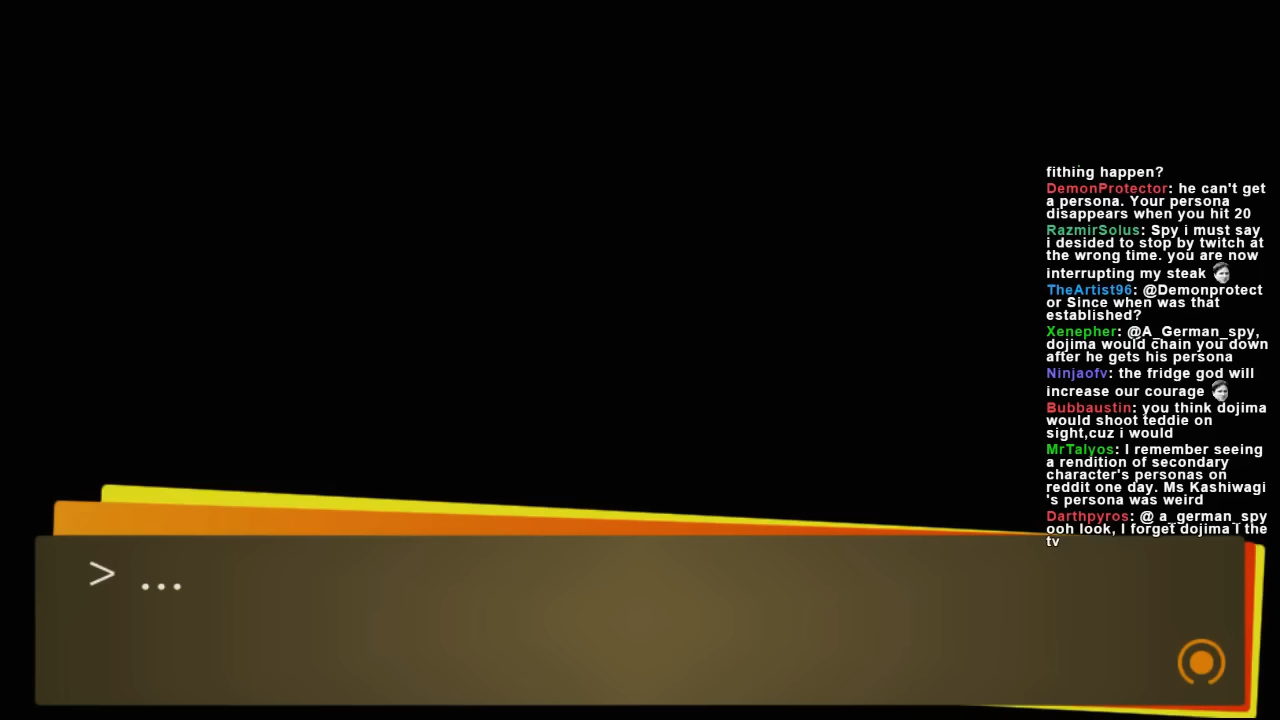 fithing happen?
DemonProtector: he can't get
a persona. Your persona
disappears when you hit 20
RazmirSolus: Spy i must say
i desided to stop by twitch at
the wrong time. you are now
interrupting my steak
TheArtist96: @Demonprotect
or Since when was that
established?
Xenepher: @A_German_spy,
dojima would chain you down
after he gets his persona
Ninjaofv: the fridge god will
increase our courage
Bubbaustin: you think dojima
would shoot teddie on
sight,cuz i would
MrTalyos: I remember seeing
a rendition of secondary
character's personas on
reddit one day. Ms Kashiwagi
's persona was weird
Darthpyros: @ a_german_spy
ooh look, I forget dojima I the
tv
> ...